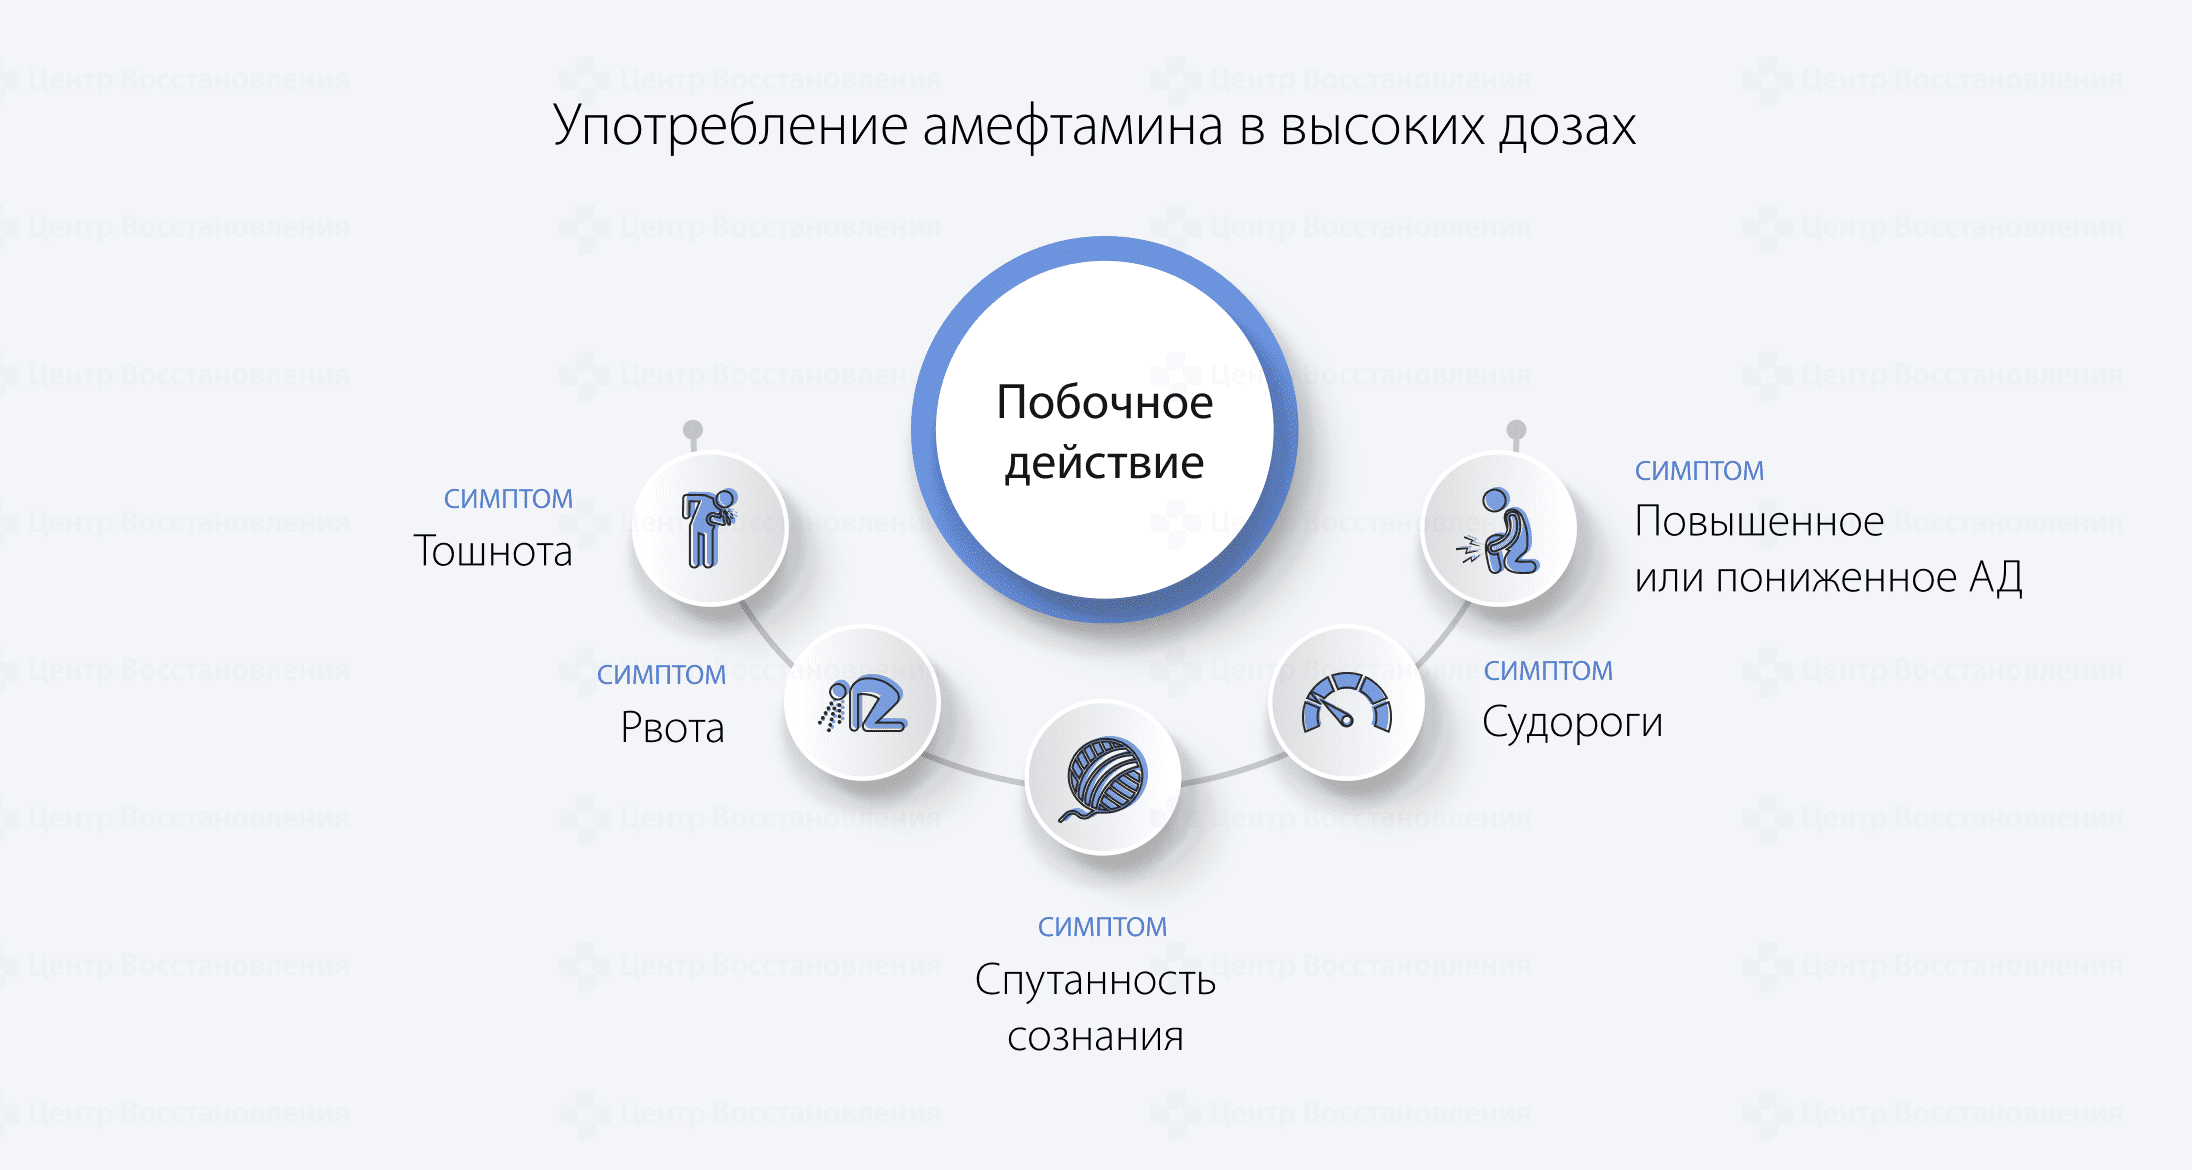 Употребление амефтамина в высоких дозах
Побочное
действие
СИМПТОМ
Тошнота
СИМПТОМ
Рвота
СИМПТОМ
Спутанность
сознания
СИМПТОМ
Судороги
СИМПТОМ
Повышенное
или пониженное АД
Центр Восстановления